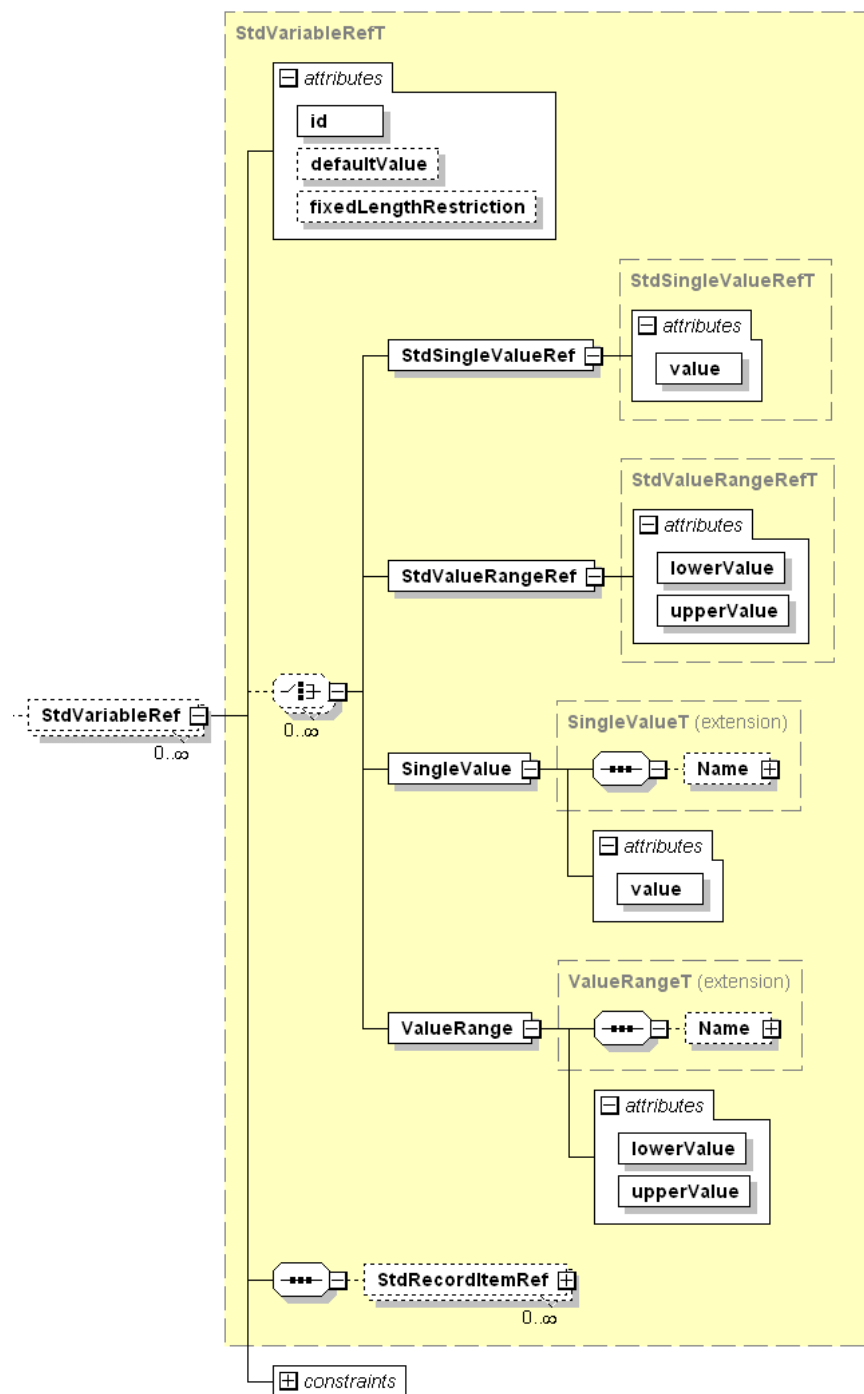 StdVariableRefT
attributes
id
defaultValue
fixedLengthRestriction
StdSingleValueRefT
attributes
StdSingleValueRef
value
StdValueRangeRefT
attributes
StdValueRangeRef
lowerValue
upperValue
StdVariableRef
0..∞
0..∞
SingleValueT (extension)
SingleValue
Name
attributes
value
ValueRangeT (extension)
ValueRange
Name
attributes
lowerValue
upperValue
StdRecordItemRef
0..∞
constraints